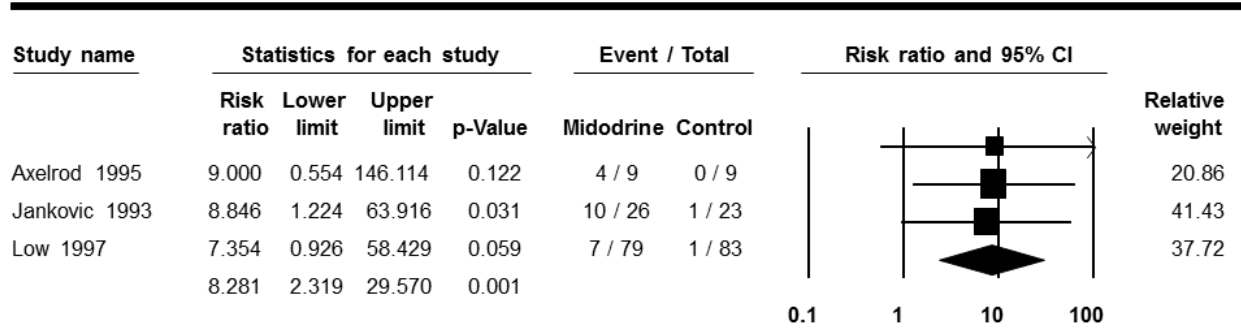 Study name Statistics for each study Event / Total Risk ratio and 95% CI
Risk Lower Upper Relative
ratio limit limit p-Value Midodrine Control weight
Axelrod 1995 9.000 0.554 146.114 0.122 4 / 9 0 / 9 20.86
Jankovic 1993 8.846 1.224 63.916 0.031 10 / 26 1 / 23 41.43
Low 1997 7.354 0.926 58.429 0.059 7 / 79 1 / 83 37.72
8.281 2.319 29.570 0.001
0.1 1 10 100